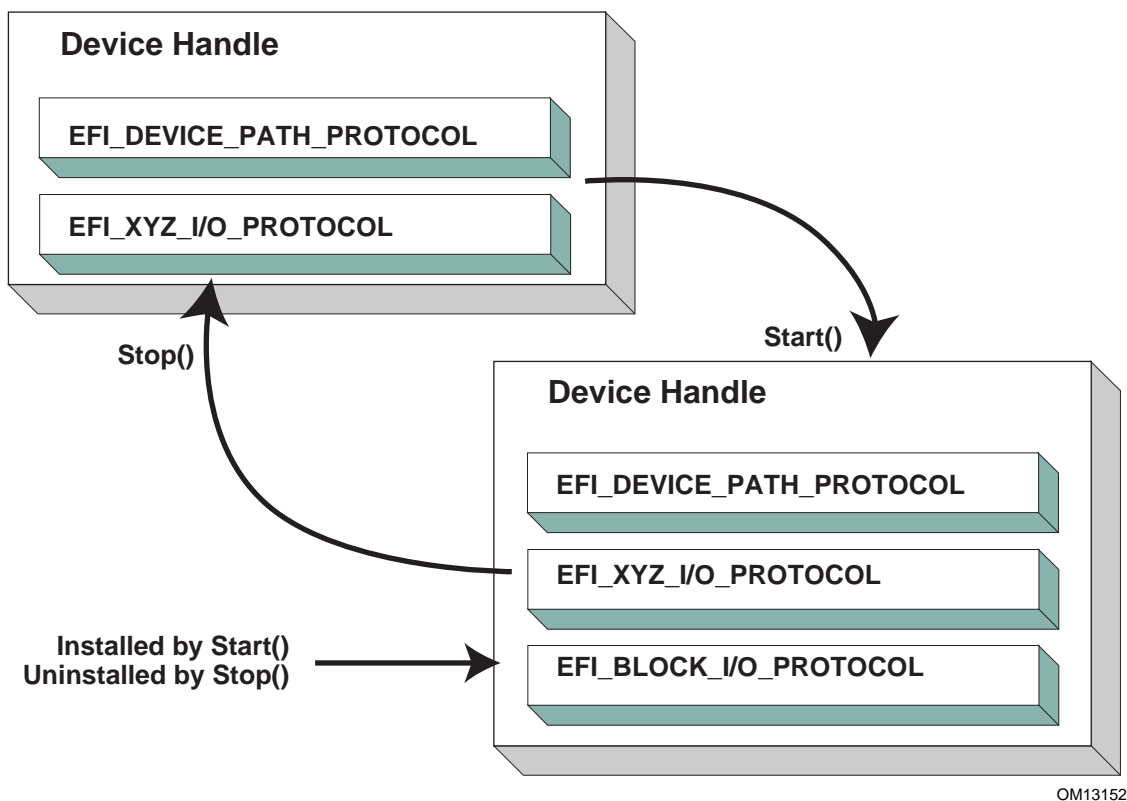 Device Handle
EFI_DEVICE_PATH_PROTOCOL
EFI_XYZ_I/O_PROTOCOL
Stop()
Start()
Device Handle
EFI_DEVICE_PATH_PROTOCOL
EFI_XYZ_I/O_PROTOCOL
Installed by Start()
Uninstalled by Stop()
EFI_BLOCK_I/O_PROTOCOL
OM13152